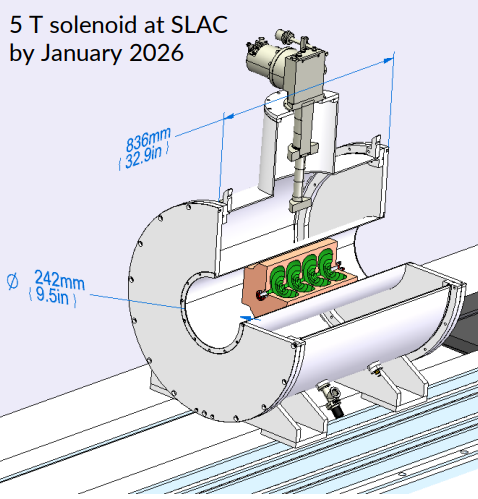 5 T solenoid at SLAC
by January 2026
836mm
(32.9in)
Ø 242mm
(9.5in)